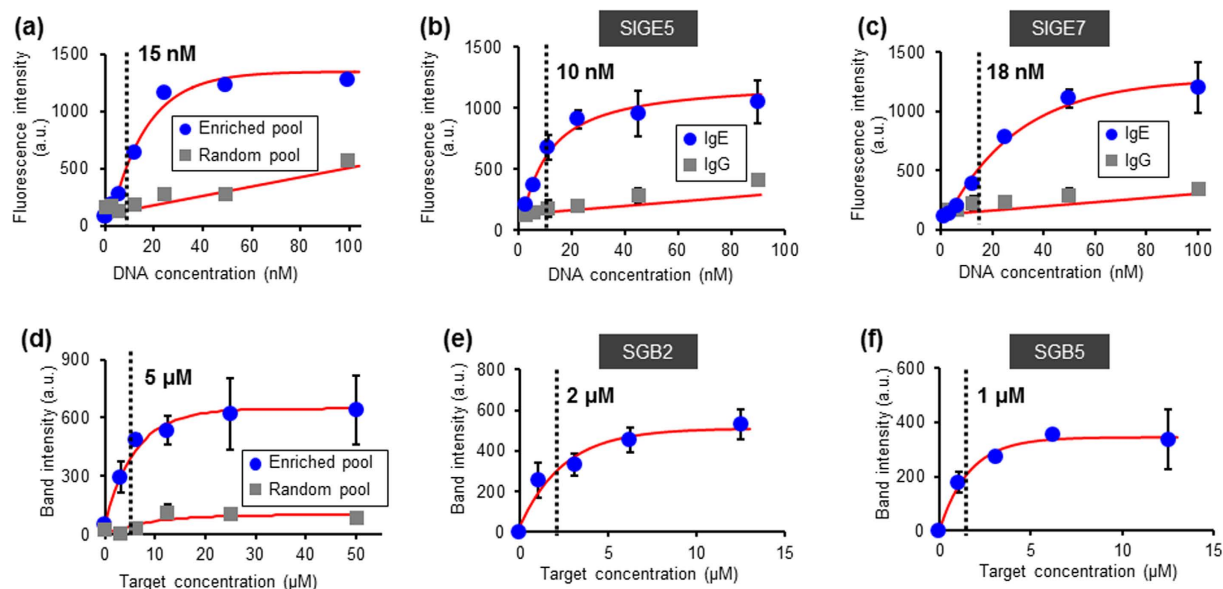 (a)
15 nM
Fluorescence intensity
(a.u.)
1500
1000
500
0
Enriched pool
Random pool
0 20 40 60 80 100
DNA concentration (nM)
(b)
SIGE5
10 nM
Fluorescence intensity
(a.u.)
1500
1000
500
0
IgE
IgG
0 20 40 60 80 100
DNA concentration (nM)
(c)
SIGE7
18 nM
Fluorescence intensity
(a.u.)
1500
1000
500
0
IgE
IgG
0 20 40 60 80 100
DNA concentration (nM)
(d)
5 µM
Band intensity (a.u.)
900
600
300
0
Enriched pool
Random pool
0 10 20 30 40 50
Target concentration (µM)
(e)
SGB2
2 µM
Band intensity (a.u.)
800
600
400
200
0
0 5 10 15
Target concentration (µM)
(f)
SGB5
1 µM
Band intensity (a.u.)
600
400
200
0
0 5 10 15
Target concentration (µM)